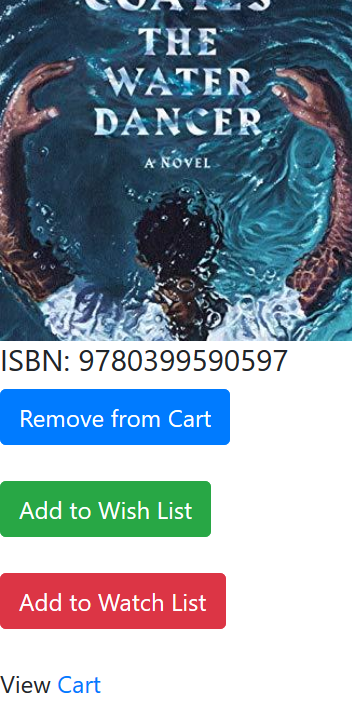 COATES
THE
WATER
DANCER
A NOVEL
ISBN: 9780399590597
Remove from Cart
Add to Wish List
Add to Watch List
View Cart